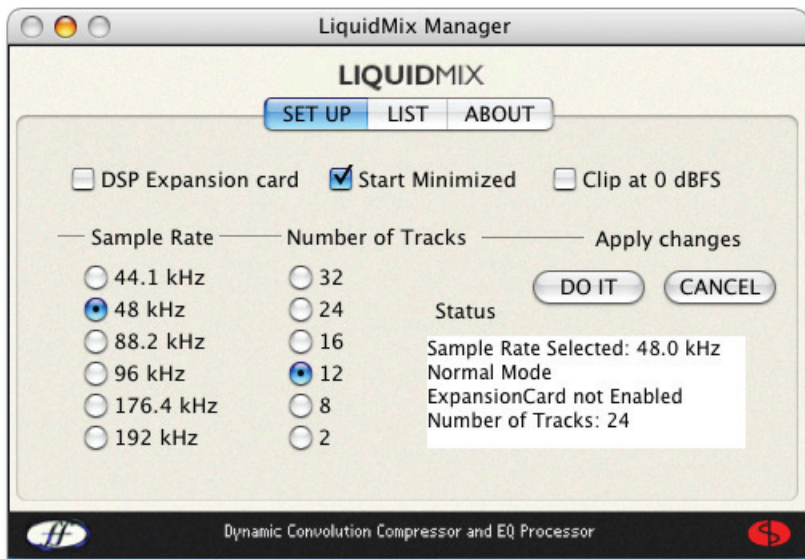 LiquidMix Manager
LIQUIDMIX
SET UP LIST ABOUT
DSP Expansion card Start Minimized Clip at 0 dBFS
Sample Rate Number of Tracks Apply changes
44.1 kHz 32
DO IT CANCEL
48 kHz 24
Status
88.2 kHz 16
96 kHz 12
176.4 kHz 8
192 kHz 2
Sample Rate Selected: 48.0 kHz
Normal Mode
ExpansionCard not Enabled
Number of Tracks: 24
ff Dynamic Convolution Compressor and EQ Processor